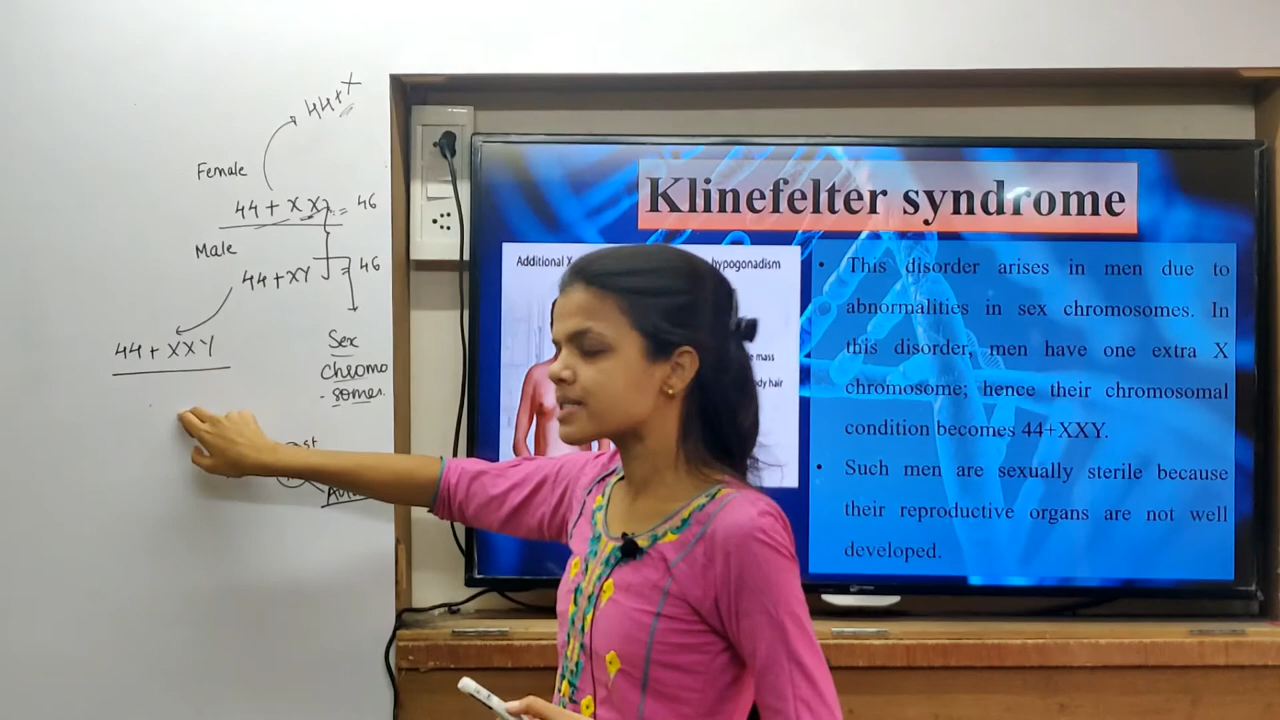 44+X
Female
44 + XX = 46
Male
44+XY = 46
44 + XXY
Sex
chromo
- somes.
st
Klinefelter syndrome
Additional X
hypogonadism
mass
body hair
• This disorder arises in men due to
abnormalities in sex chromosomes. In
this disorder, men have one extra X
chromosome; hence their chromosomal
condition becomes 44+XXY.
• Such men are sexually sterile because
their reproductive organs are not well
developed.